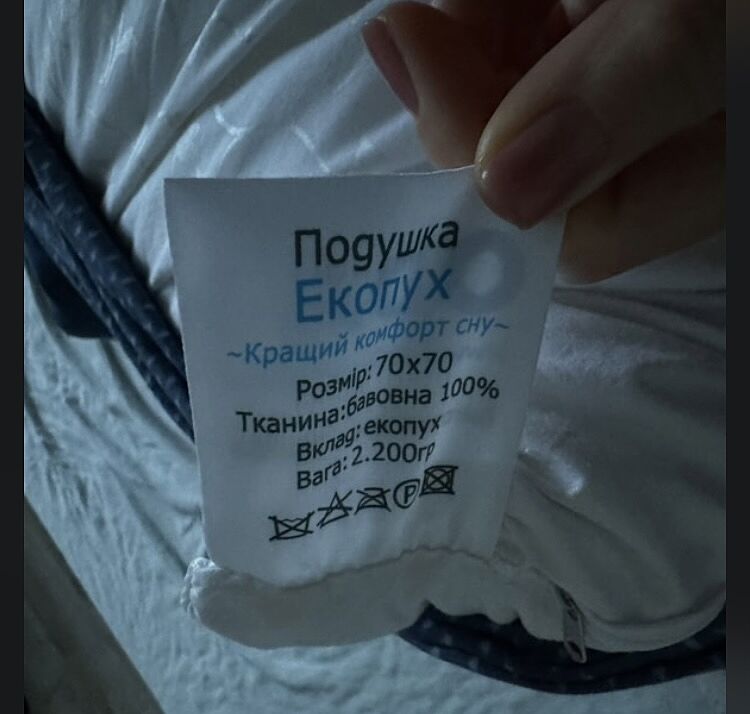 Подушка
Екопух
~Кращий комфорт сну~
Розмір: 70х70
Тканина:бавовна 100%
Вклад: екопух
Вага: 2.200гр
P